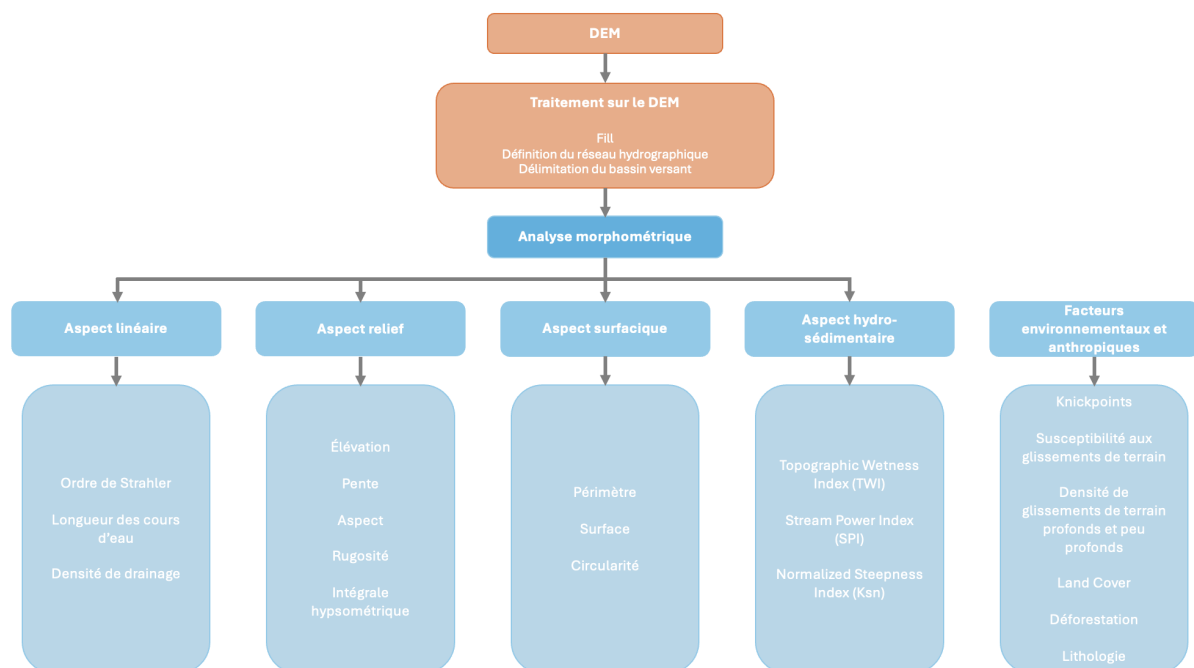 DEM
Traitement sur le DEM
Fill
Définition du réseau hydrographique
Délimitation du bassin versant
Analyse morphométrique
Aspect linéaire
Ordre de Strahler
Longueur des cours
d'eau
Densité de drainage
Aspect relief
Élévation
Pente
Aspect
Rugosité
Intégrale
hypsométrique
Aspect surfacique
Périmètre
Surface
Circularité
Aspect hydro-
sédimentaire
Topographic Wetness
Index (TWI)
Stream Power Index
(SPI)
Normalized Steepness
Index (Ksn)
Facteurs
environnementaux et
anthropiques
Knickpoints
Susceptibilité aux
glissements de terrain
Densité de
glissements de terrain
profonds et peu
profonds
Land Cover
Déforestation
Lithologie